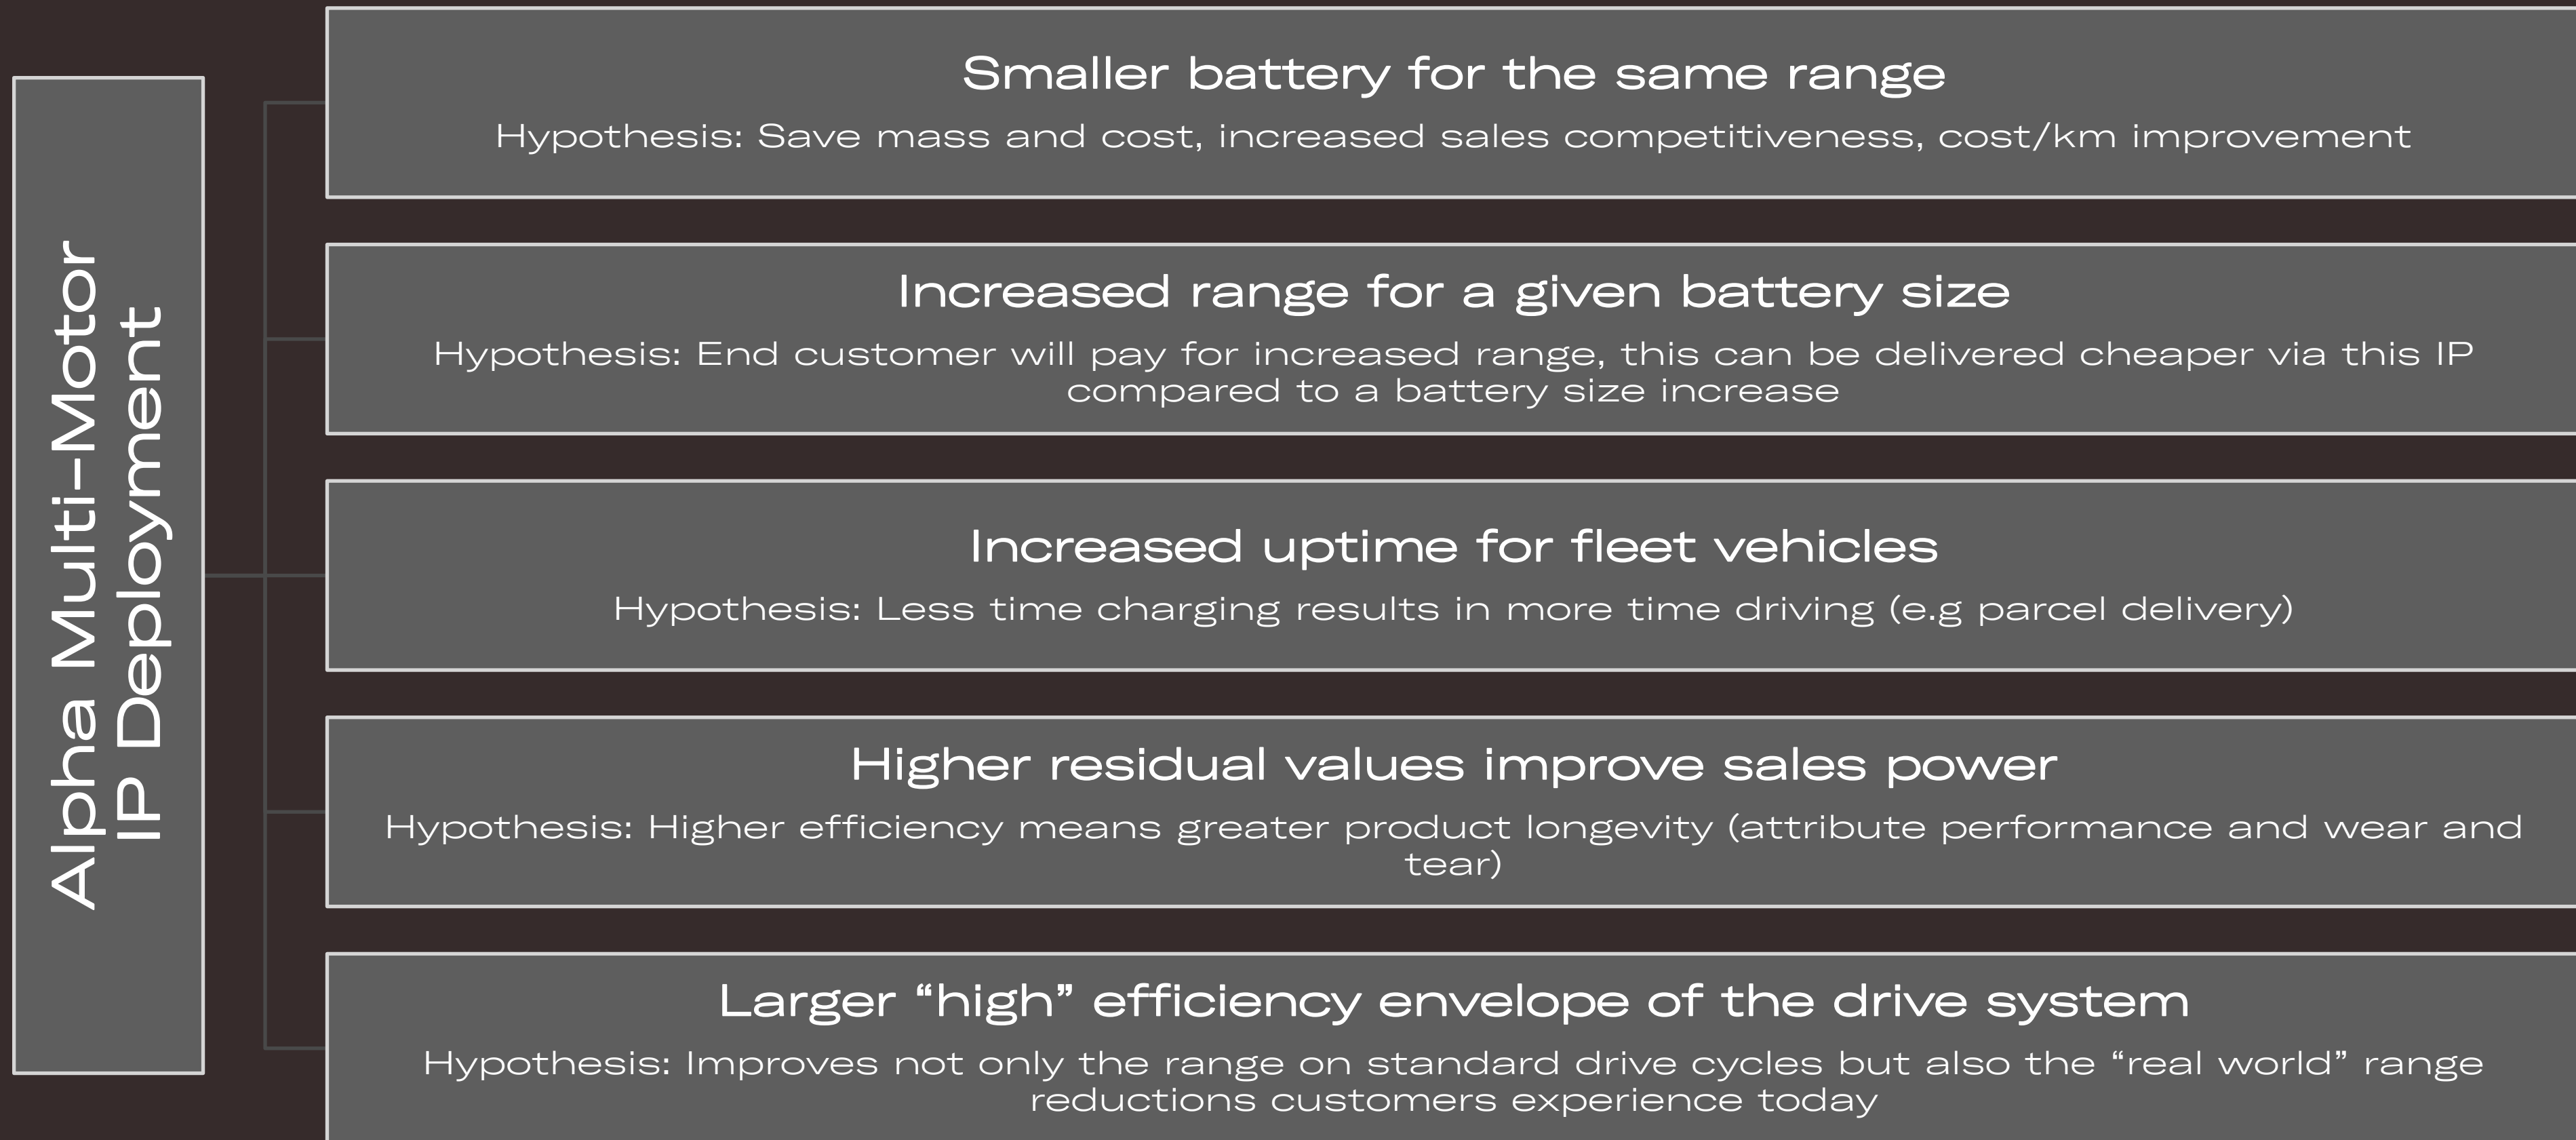 Alpha Multi-Motor
IP Deployment
Smaller battery for the same range
Hypothesis: Save mass and cost, increased sales competitiveness, cost/km improvement
Increased range for a given battery size
Hypothesis: End customer will pay for increased range, this can be delivered cheaper via this IP
compared to a battery size increase
Increased uptime for fleet vehicles
Hypothesis: Less time charging results in more time driving (e.g parcel delivery)
Higher residual values improve sales power
Hypothesis: Higher efficiency means greater product longevity (attribute performance and wear and
tear)
Larger “high” efficiency envelope of the drive system
Hypothesis: Improves not only the range on standard drive cycles but also the “real world” range
reductions customers experience today